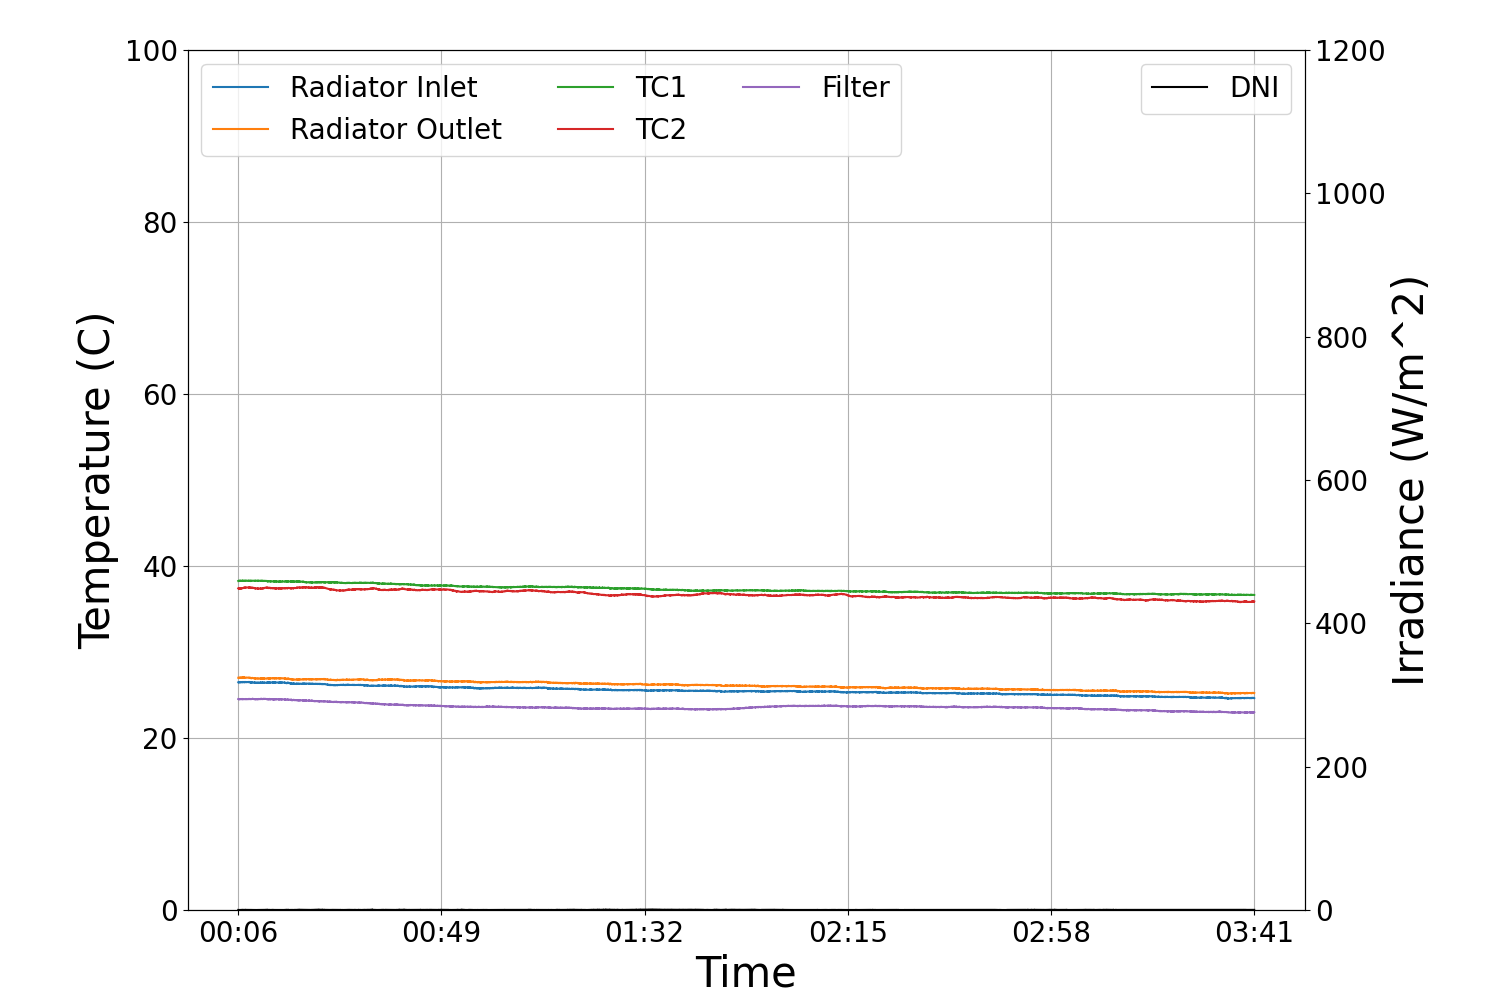 Radiator Inlet
Radiator Outlet
TC1
TC2
Filter
DNI
Temperature (C)
100
80
60
40
20
0
1200
1000
800
600
400
200
0
Irradiance (W/m^2)
00:06 00:49 01:32 02:15 02:58 03:41
Time